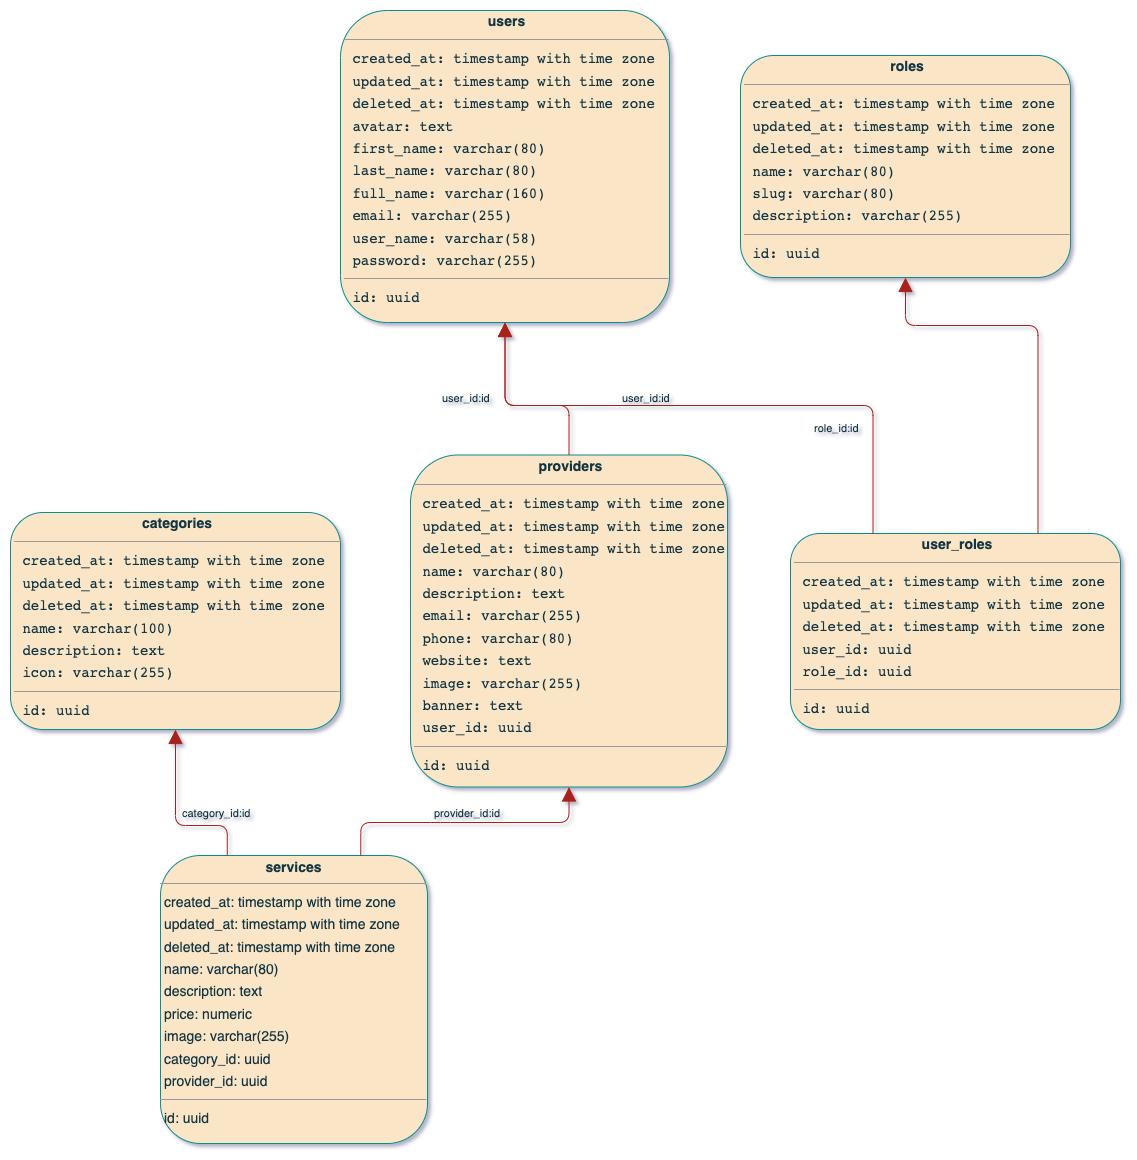 users
created_at: timestamp with time zone
updated_at: timestamp with time zone
deleted_at: timestamp with time zone
avatar: text
first_name: varchar(80)
last_name: varchar(80)
full_name: varchar(160)
email: varchar(255)
user_name: varchar(58)
password: varchar(255)
id: uuid
roles
created_at: timestamp with time zone
updated_at: timestamp with time zone
deleted_at: timestamp with time zone
name: varchar(80)
slug: varchar(80)
description: varchar(255)
id: uuid
user_id:id
user_id:id
role_id:id
providers
created_at: timestamp with time zone
updated_at: timestamp with time zone
deleted_at: timestamp with time zone
name: varchar(80)
description: text
email: varchar(255)
phone: varchar(80)
website: text
image: varchar(255)
banner: text
user_id: uuid
id: uuid
categories
created_at: timestamp with time zone
updated_at: timestamp with time zone
deleted_at: timestamp with time zone
name: varchar(100)
description: text
icon: varchar(255)
id: uuid
user_roles
created_at: timestamp with time zone
updated_at: timestamp with time zone
deleted_at: timestamp with time zone
user_id: uuid
role_id: uuid
id: uuid
category_id:id
provider_id:id
services
created_at: timestamp with time zone
updated_at: timestamp with time zone
deleted_at: timestamp with time zone
name: varchar(80)
description: text
price: numeric
image: varchar(255)
category_id: uuid
provider_id: uuid
id: uuid